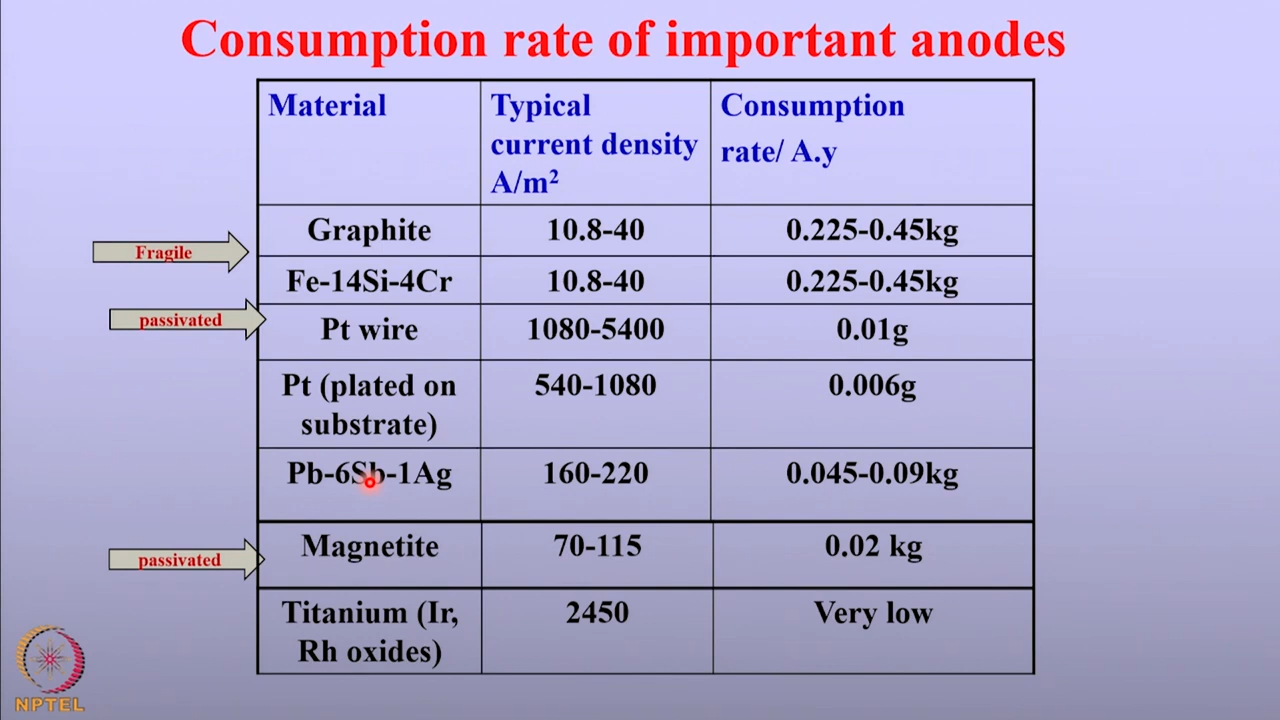 Consumption rate of important anodes
Material
Typical
current density
A/m²
Consumption
rate/ A.y
Graphite
10.8-40
0.225-0.45kg
Fragile
Fe-14Si-4Cr
10.8-40
0.225-0.45kg
passivated
Pt wire
1080-5400
0.01g
Pt (plated on
substrate)
540-1080
0.006g
Pb-6Sb-1Ag
160-220
0.045-0.09kg
passivated
Magnetite
70-115
0.02 kg
Titanium (Ir,
Rh oxides)
2450
Very low
NPTEL